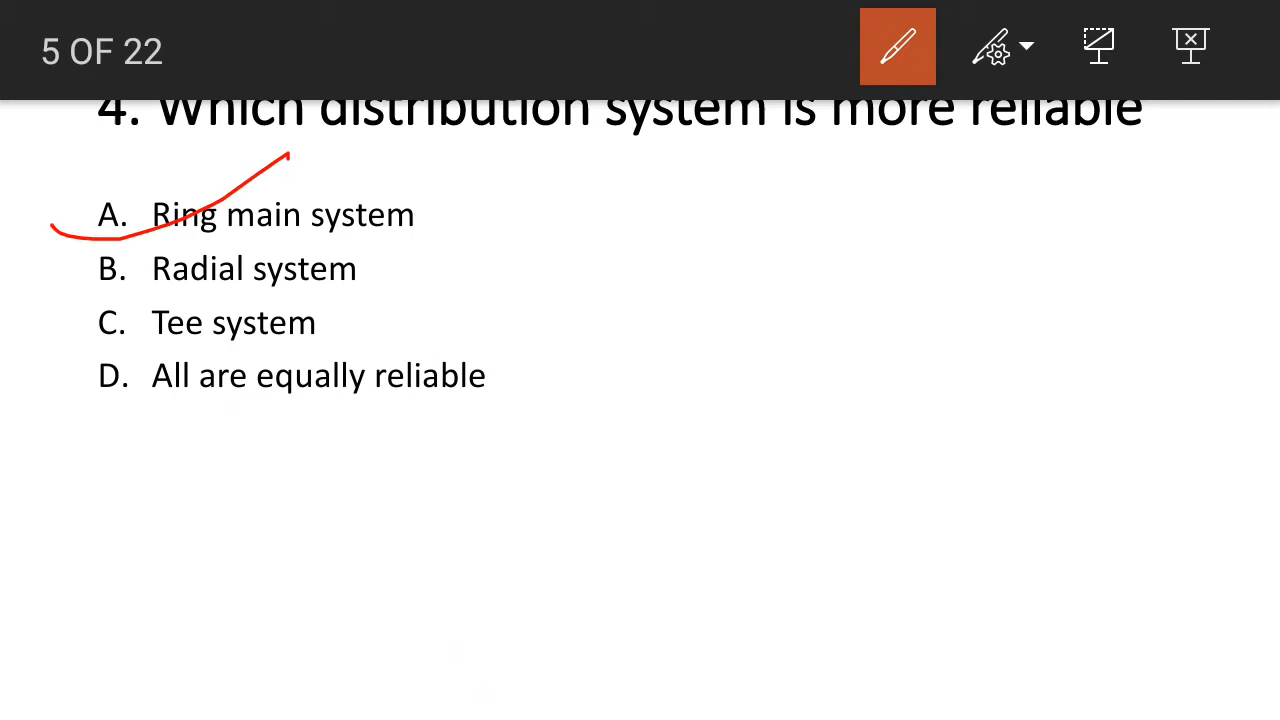 5 OF 22
4. Which distribution system is more reliable
A. Ring main system
B. Radial system
C. Tee system
D. All are equally reliable